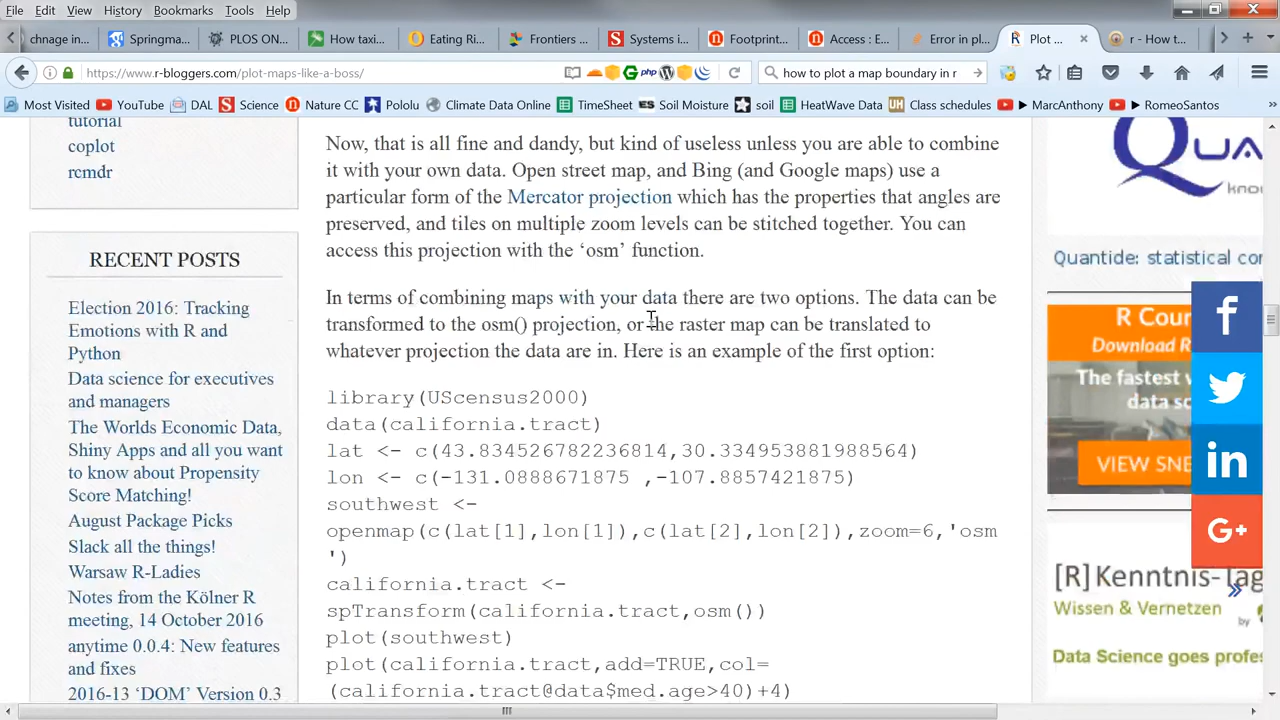 File Edit View History Bookmarks Tools Help
chnage in... Springma... PLOS ON... How taxi... Eating Ri... Frontiers ... Systems i... Footprint... Access : E... Error in pl... Plot ... r - How t...
https://www.r-bloggers.com/plot-maps-like-a-boss/ how to plot a map boundary in r
Most Visited YouTube DAL Science Nature CC Pololu Climate Data Online TimeSheet Soil Moisture soil HeatWave Data Class schedules MarcAnthony RomeoSantos
tutorial
coplot
rcmdr
RECENT POSTS
Election 2016: Tracking
Emotions with R and
Python
Data science for executives
and managers
The Worlds Economic Data,
Shiny Apps and all you want
to know about Propensity
Score Matching!
August Package Picks
Slack all the things!
Warsaw R-Ladies
Notes from the Kölner R
meeting, 14 October 2016
anytime 0.0.4: New features
and fixes
2016-13 ‘DOM’ Version 0.3
Now, that is all fine and dandy, but kind of useless unless you are able to combine
it with your own data. Open street map, and Bing (and Google maps) use a
particular form of the Mercator projection which has the properties that angles are
preserved, and tiles on multiple zoom levels can be stitched together. You can
access this projection with the ‘osm’ function.
In terms of combining maps with your data there are two options. The data can be
transformed to the osm() projection, or the raster map can be translated to
whatever projection the data are in. Here is an example of the first option:
library(UScensus2000)
data(california.tract)
lat <- c(43.834526782236814,30.334953881988564)
lon <- c(-131.0888671875 ,-107.8857421875)
southwest <-
openmap(c(lat[1],lon[1]),c(lat[2],lon[2]),zoom=6,'osm
')
california.tract <-
spTransform(california.tract,osm())
plot(southwest)
plot(california.tract,add=TRUE,col=
(california.tract@data$med.age>40)+4)
QUA
kno
Quantide: statistical co
R Cour
Download R
The fastest v
data sc
VIEW SNE
[R]Kenntnis-Tag
Wissen & Vernetzen
by
Data Science goes profes